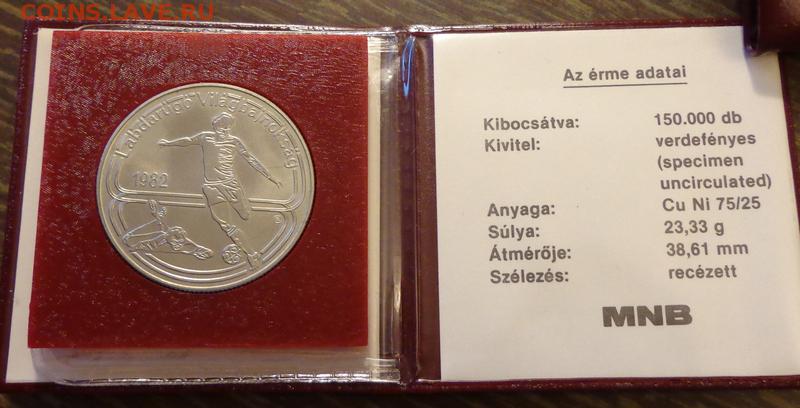 COINS.LAVE.RU
Labdarúgó Világbajnokság
1982
Az érme adatai
Kibocsátva: 150.000 db
Kivitel: verdefényes
(specimen
uncirculated)
Anyaga: Cu Ni 75/25
Súlya: 23,33 g
Átmérője: 38,61 mm
Szélezés: recézett
MNB